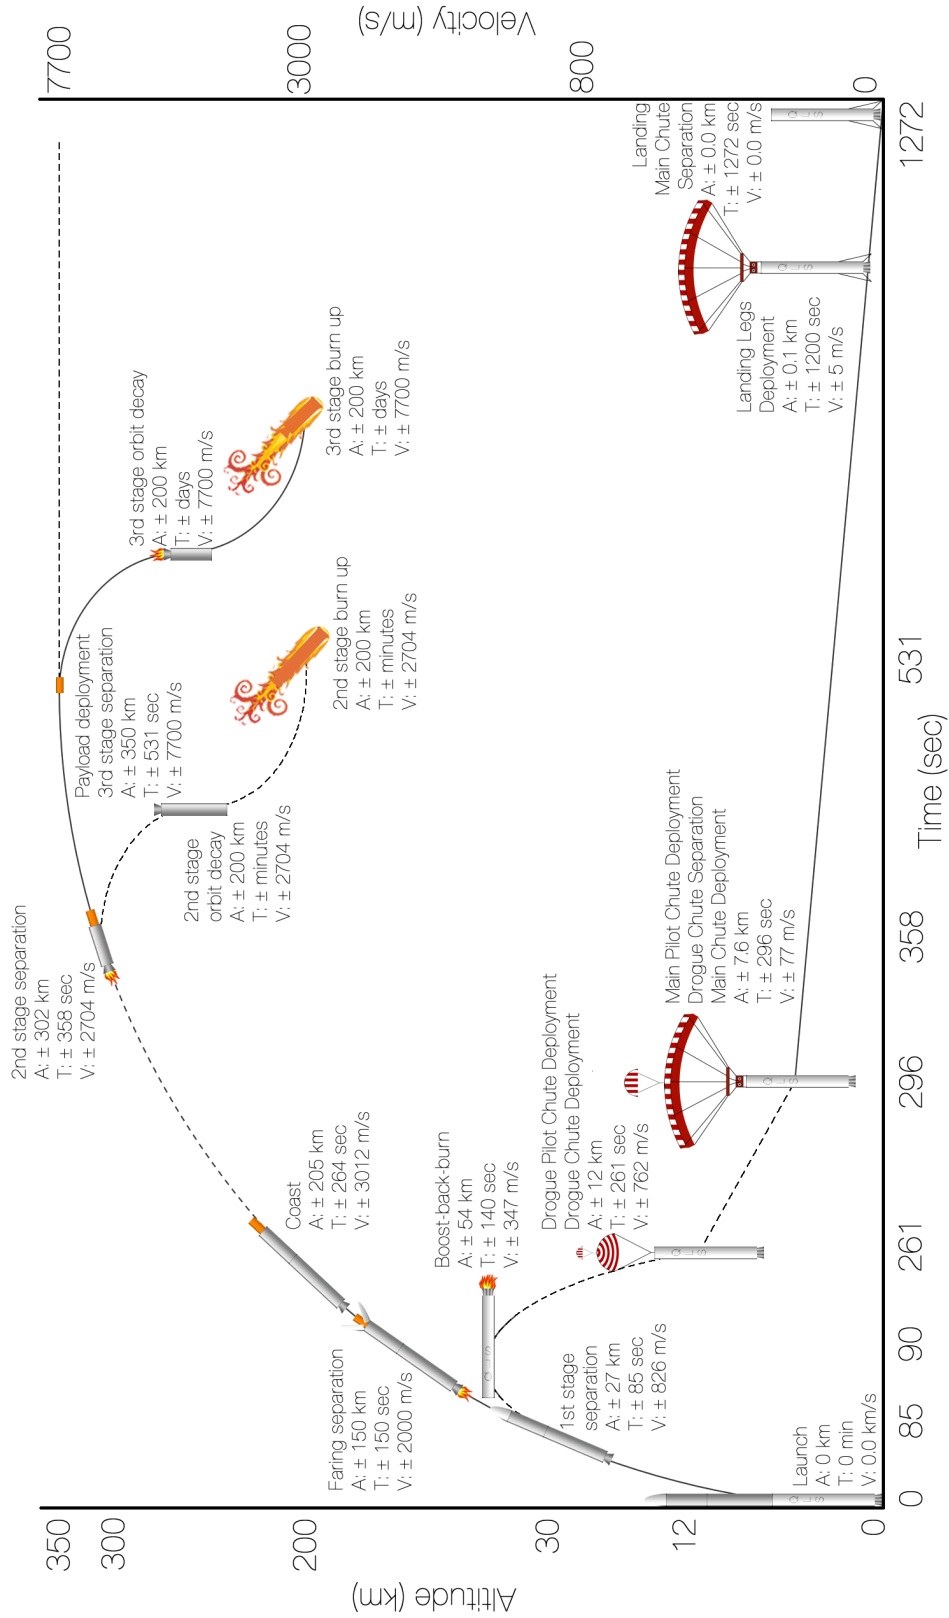 Altitude (km)
350
300
200
30
12
0
Velocity (m/s)
7700
3000
800
0
Time (sec)
0
85
90
261
296
358
531
1272
Launch
A: 0 km
T: 0 min
V: 0.0 km/s
1st stage
separation
A: ± 27 km
T: ± 85 sec
V: ± 826 m/s
Faring separation
A: ± 150 km
T: ± 150 sec
V: ± 2000 m/s
Coast
A: ± 205 km
T: ± 264 sec
V: ± 3012 m/s
Boost-back-burn
A: ± 54 km
T: ± 140 sec
V: ± 347 m/s
Drogue Pilot Chute Deployment
Drogue Chute Deployment
A: ± 12 km
T: ± 261 sec
V: ± 762 m/s
Main Pilot Chute Deployment
Drogue Chute Separation
Main Chute Deployment
A: ± 7.6 km
T: ± 296 sec
V: ± 77 m/s
2nd stage separation
A: ± 302 km
T: ± 358 sec
V: ± 2704 m/s
2nd stage
orbit decay
A: ± 200 km
T: ± minutes
V: ± 2704 m/s
2nd stage burn up
A: ± 200 km
T: ± minutes
V: ± 2704 m/s
Payload deployment
3rd stage separation
A: ± 350 km
T: ± 531 sec
V: ± 7700 m/s
3rd stage orbit decay
A: ± 200 km
T: ± days
V: ± 7700 m/s
3rd stage burn up
A: ± 200 km
T: ± days
V: ± 7700 m/s
Landing Legs
Deployment
A: ± 0.1 km
T: ± 1200 sec
V: ± 5 m/s
Landing
Main Chute
Separation
A: ± 0.0 km
T: ± 1272 sec
V: ± 0.0 m/s
QLS
QLS
QLS
QLS
QLS
QLS